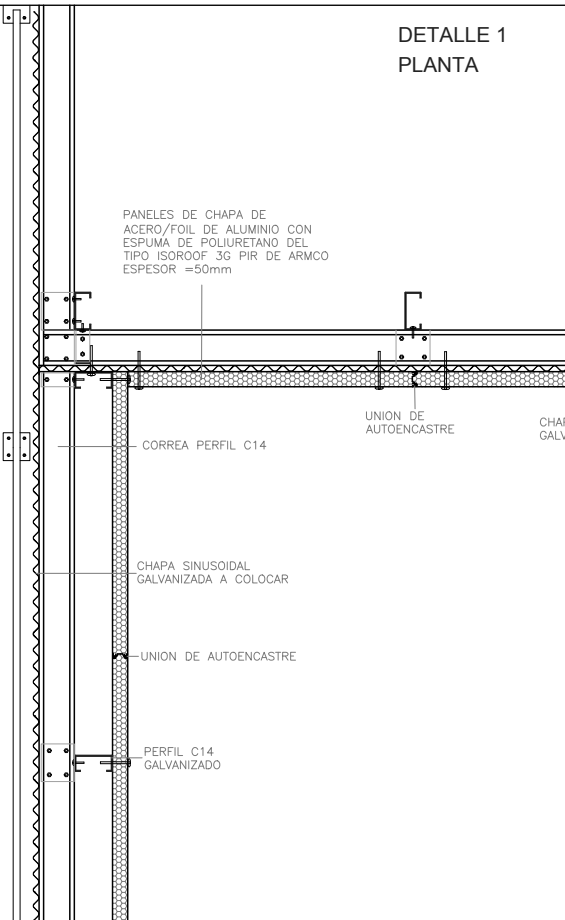 DETALLE 1
PLANTA
PANELES DE CHAPA DE
ACERO/FOIL DE ALUMINIO CON
ESPUMA DE POLIURETANO DEL
TIPO ISOROOF 3G PIR DE ARMCO
ESPESOR =50mm
UNION DE
AUTOENCASTRE
CHAP
GALV
CORREA PERFIL C14
CHAPA SINUSOIDAL
GALVANIZADA A COLOCAR
UNION DE AUTOENCASTRE
PERFIL C14
GALVANIZADO